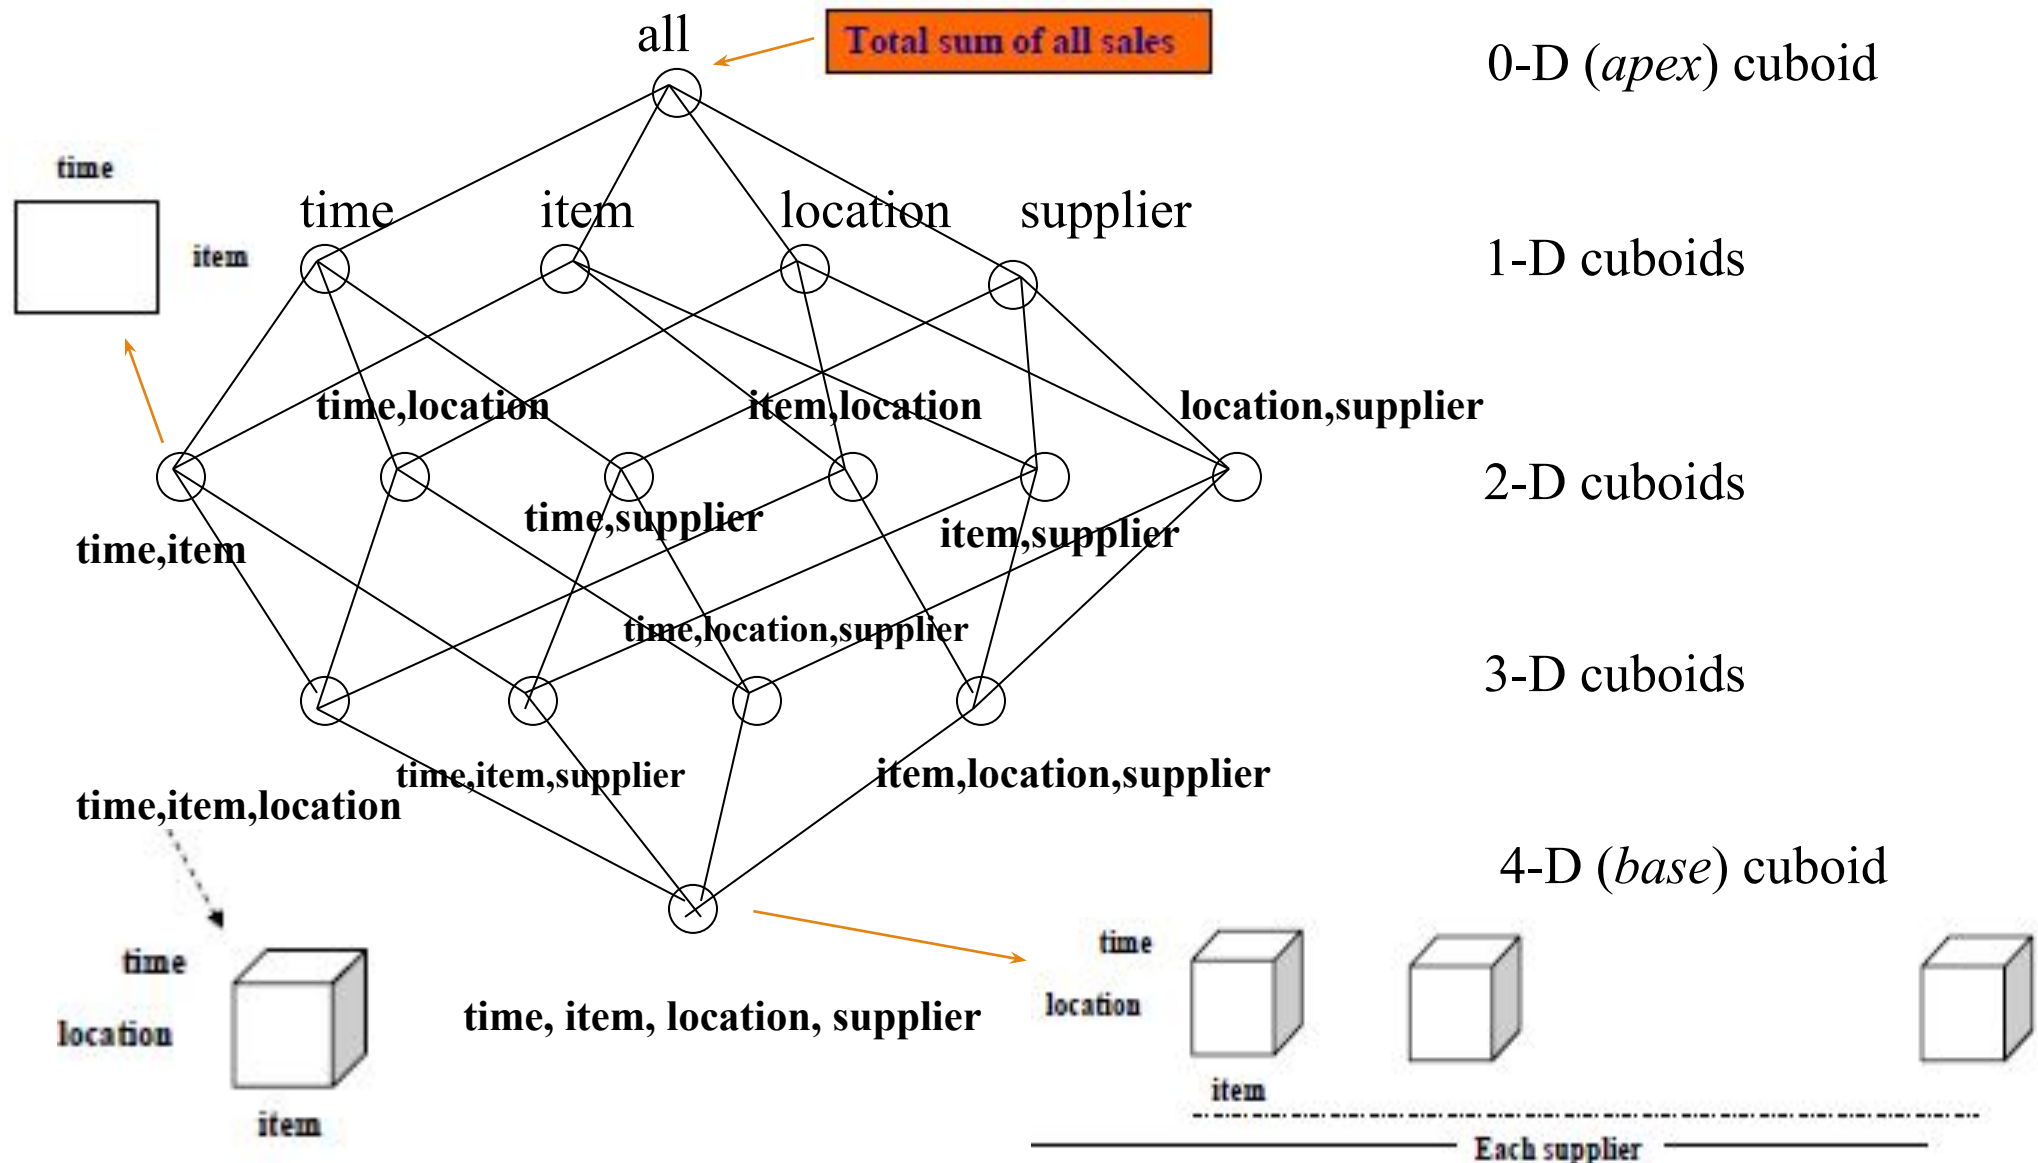 all
Total sum of all sales
0-D (apex) cuboid
time
time
item
location
supplier
item
1-D cuboids
time,location
item,location
location,supplier
2-D cuboids
time,supplier
item,supplier
time,item
time,location,supplier
3-D cuboids
time,item,supplier
item,location,supplier
time,item,location
4-D (base) cuboid
time
location
item
time, item, location, supplier
time
location
item
Each supplier